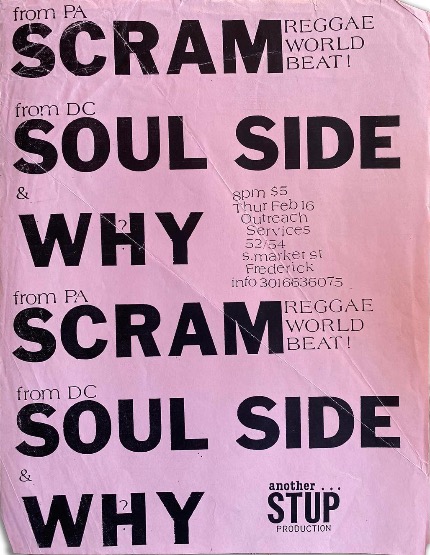 from PA
SCRAM REGGAE
WORLD
BEAT!
from DC
SOUL SIDE
&
WHY
?
8pm $5
Thur Feb 16
Outreach
Services
52/54
s.market st
Frederick
info 3016636075
from PA
SCRAM REGGAE
WORLD
BEAT!
from DC
SOUL SIDE
&
WHY
?
another...
STUP
PRODUCTION